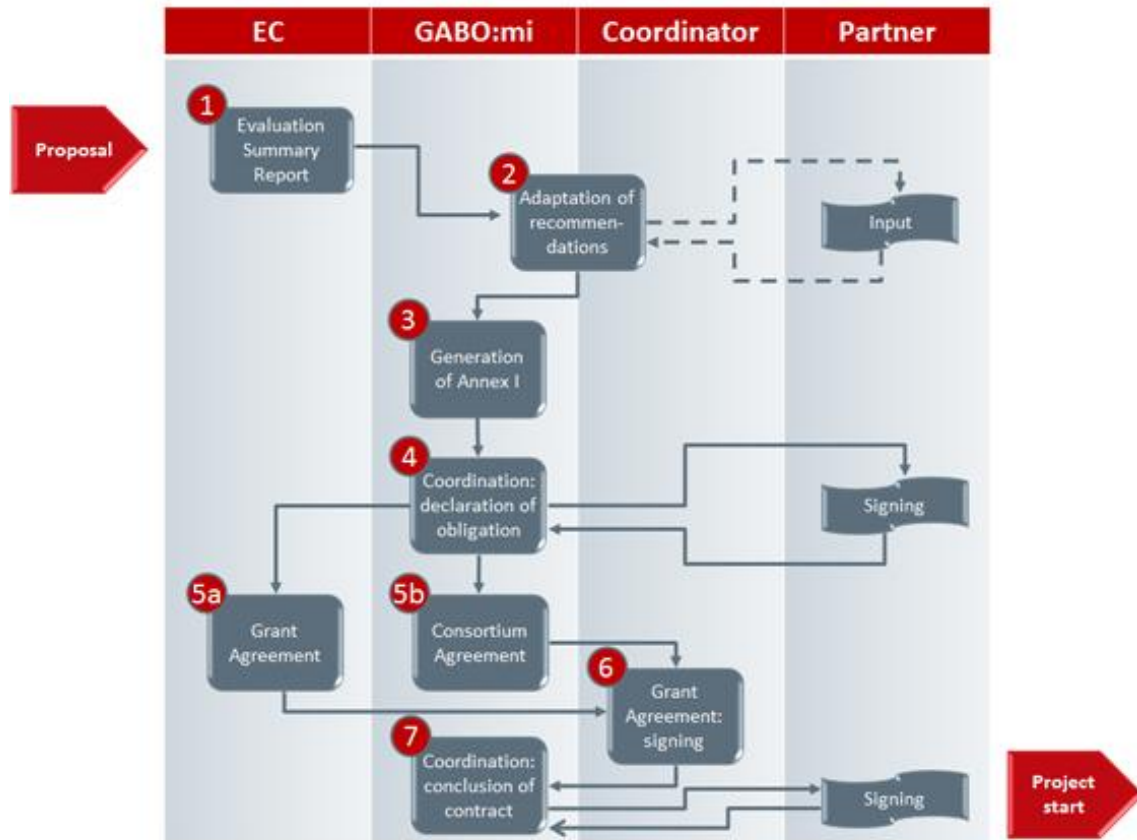 EC
GABO:mi
Coordinator
Partner
Proposal
1
Evaluation
Summary
Report
2
Adaptation of
recommen-
dations
Input
3
Generation
of Annex I
4
Coordination:
declaration of
obligation
Signing
5a
Grant
Agreement
5b
Consortium
Agreement
6
Grant
Agreement:
signing
7
Coordination:
conclusion of
contract
Signing
Project
start